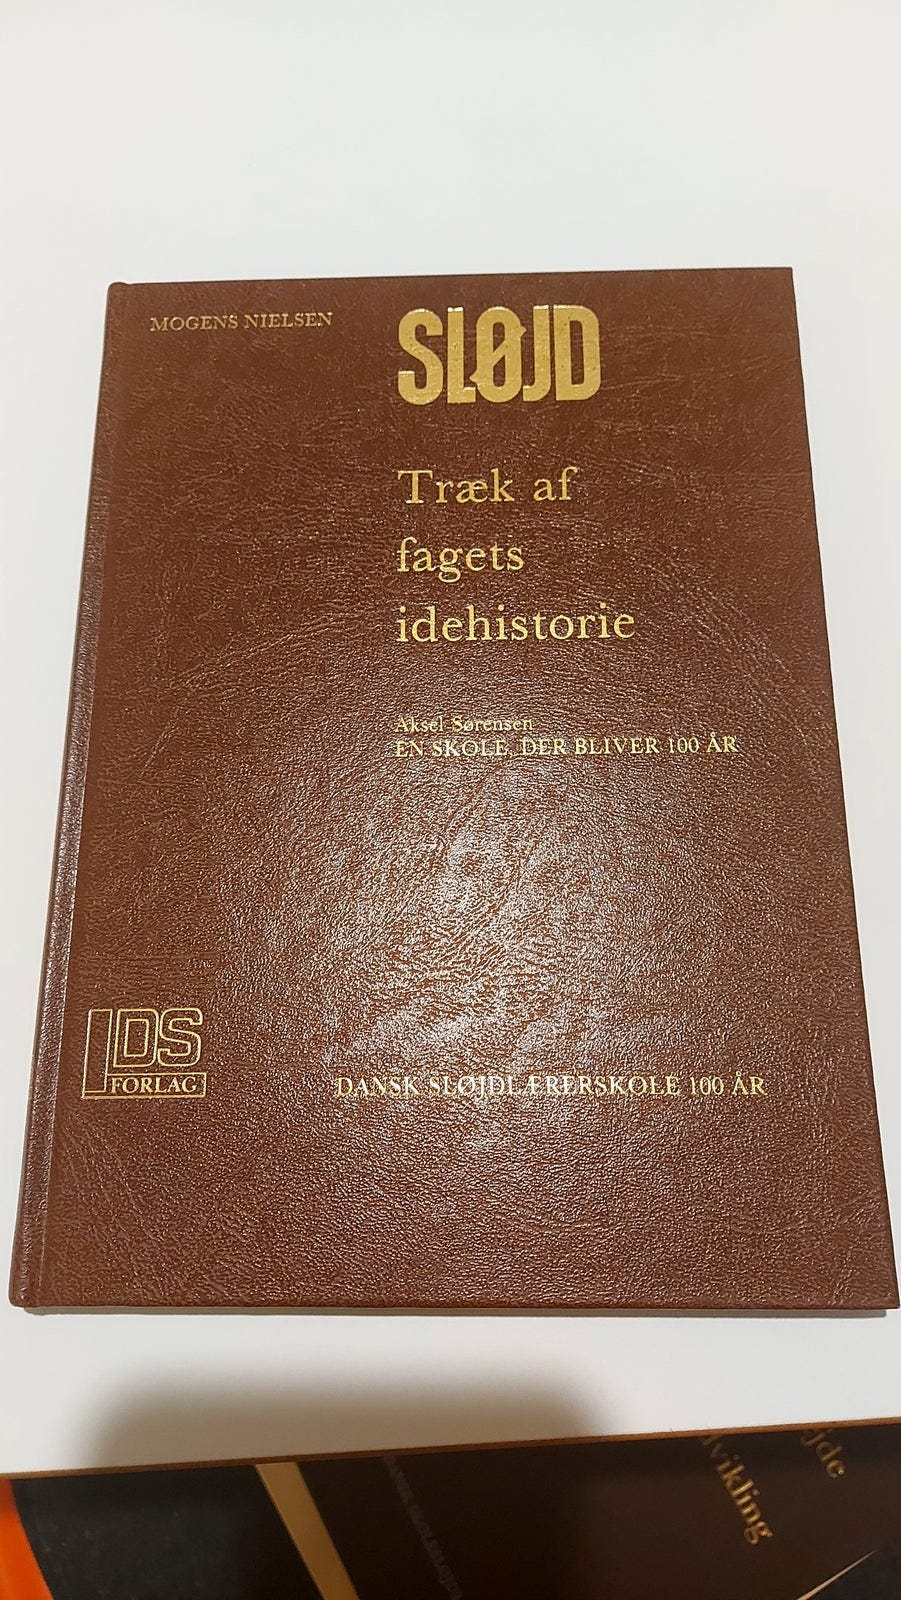 MOGENS NIELSEN
SLØJD
Træk af
fagets
idehistorie
Aksel Sørensen
EN SKOLE, DER BLIVER 100 ÅR
LDS
FORLAG
DANSK SLØJDLÆRERSKOLE 100 ÅR